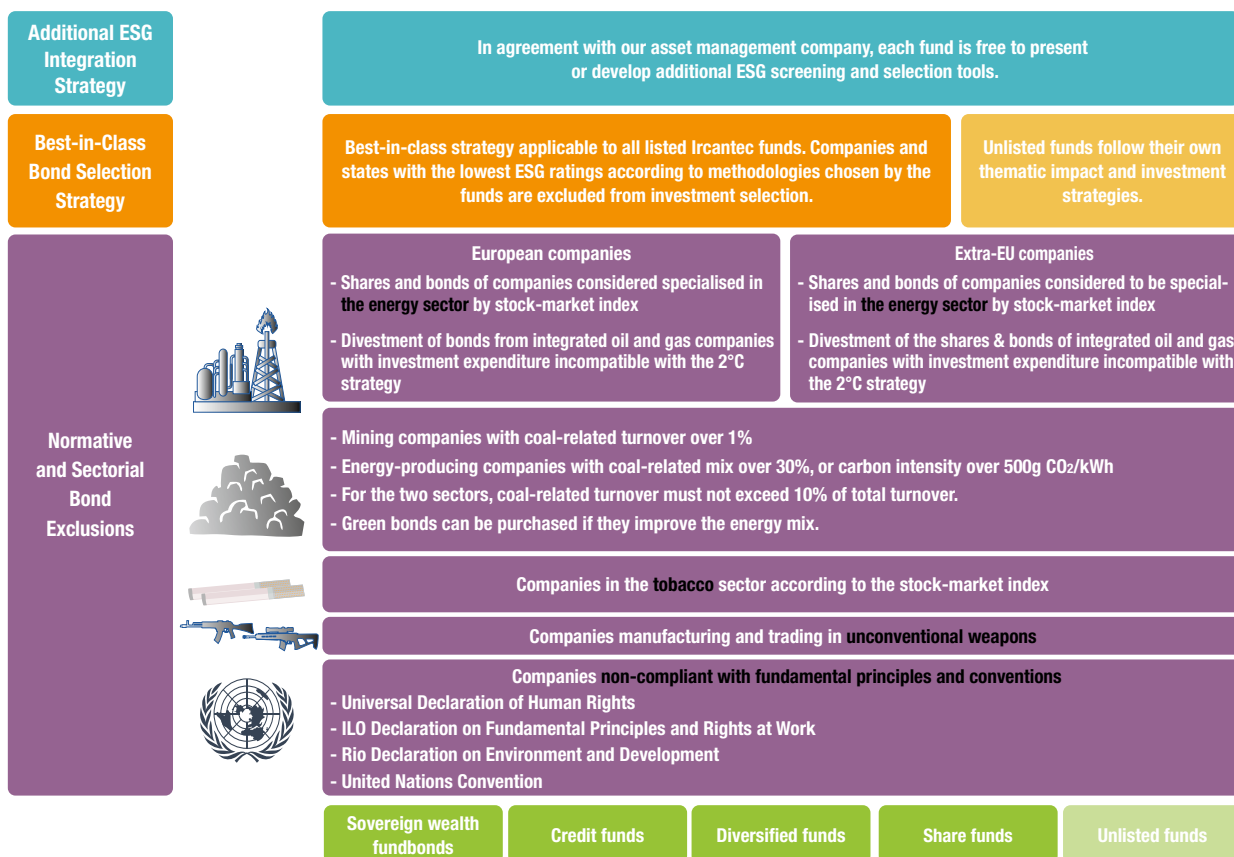 Additional ESG
Integration
Strategy
In agreement with our asset management company, each fund is free to present
or develop additional ESG screening and selection tools.
Best-in-Class
Bond Selection
Strategy
Best-in-class strategy applicable to all listed Ircantec funds. Companies and
states with the lowest ESG ratings according to methodologies chosen by the
funds are excluded from investment selection.
Unlisted funds follow their own
thematic impact and investment
strategies.
Normative
and Sectorial
Bond
Exclusions
European companies
- Shares and bonds of companies considered specialised in
the energy sector by stock-market index
- Divestment of bonds from integrated oil and gas companies
with investment expenditure incompatible with the 2°C
strategy
Extra-EU companies
- Shares and bonds of companies considered to be special-
ised in the energy sector by stock-market index
- Divestment of the shares & bonds of integrated oil and gas
companies with investment expenditure incompatible with
the 2°C strategy
- Mining companies with coal-related turnover over 1%
- Energy-producing companies with coal-related mix over 30%, or carbon intensity over 500g CO2/kWh
- For the two sectors, coal-related turnover must not exceed 10% of total turnover.
- Green bonds can be purchased if they improve the energy mix.
Companies in the tobacco sector according to the stock-market index
Companies manufacturing and trading in unconventional weapons
Companies non-compliant with fundamental principles and conventions
- Universal Declaration of Human Rights
- ILO Declaration on Fundamental Principles and Rights at Work
- Rio Declaration on Environment and Development
- United Nations Convention
Sovereign wealth
fundbonds
Credit funds
Diversified funds
Share funds
Unlisted funds